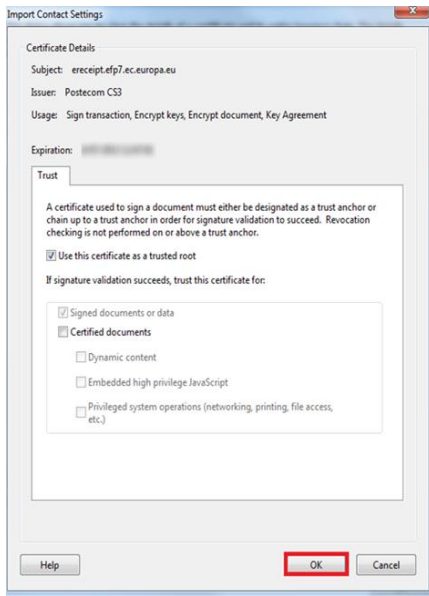 Import Contact Settings
Certificate Details
Subject: ereceipt.efp7.ec.europa.eu
Issuer: Postecom CS3
Usage: Sign transaction, Encrypt keys, Encrypt document, Key Agreement
Expiration:
Trust
A certificate used to sign a document must either be designated as a trust anchor or
chain up to a trust anchor in order for signature validation to succeed. Revocation
checking is not performed on or above a trust anchor.
Use this certificate as a trusted root
If signature validation succeeds, trust this certificate for:
Signed documents or data
Certified documents
Dynamic content
Embedded high privilege JavaScript
Privileged system operations (networking, printing, file access,
etc.)
Help OK Cancel